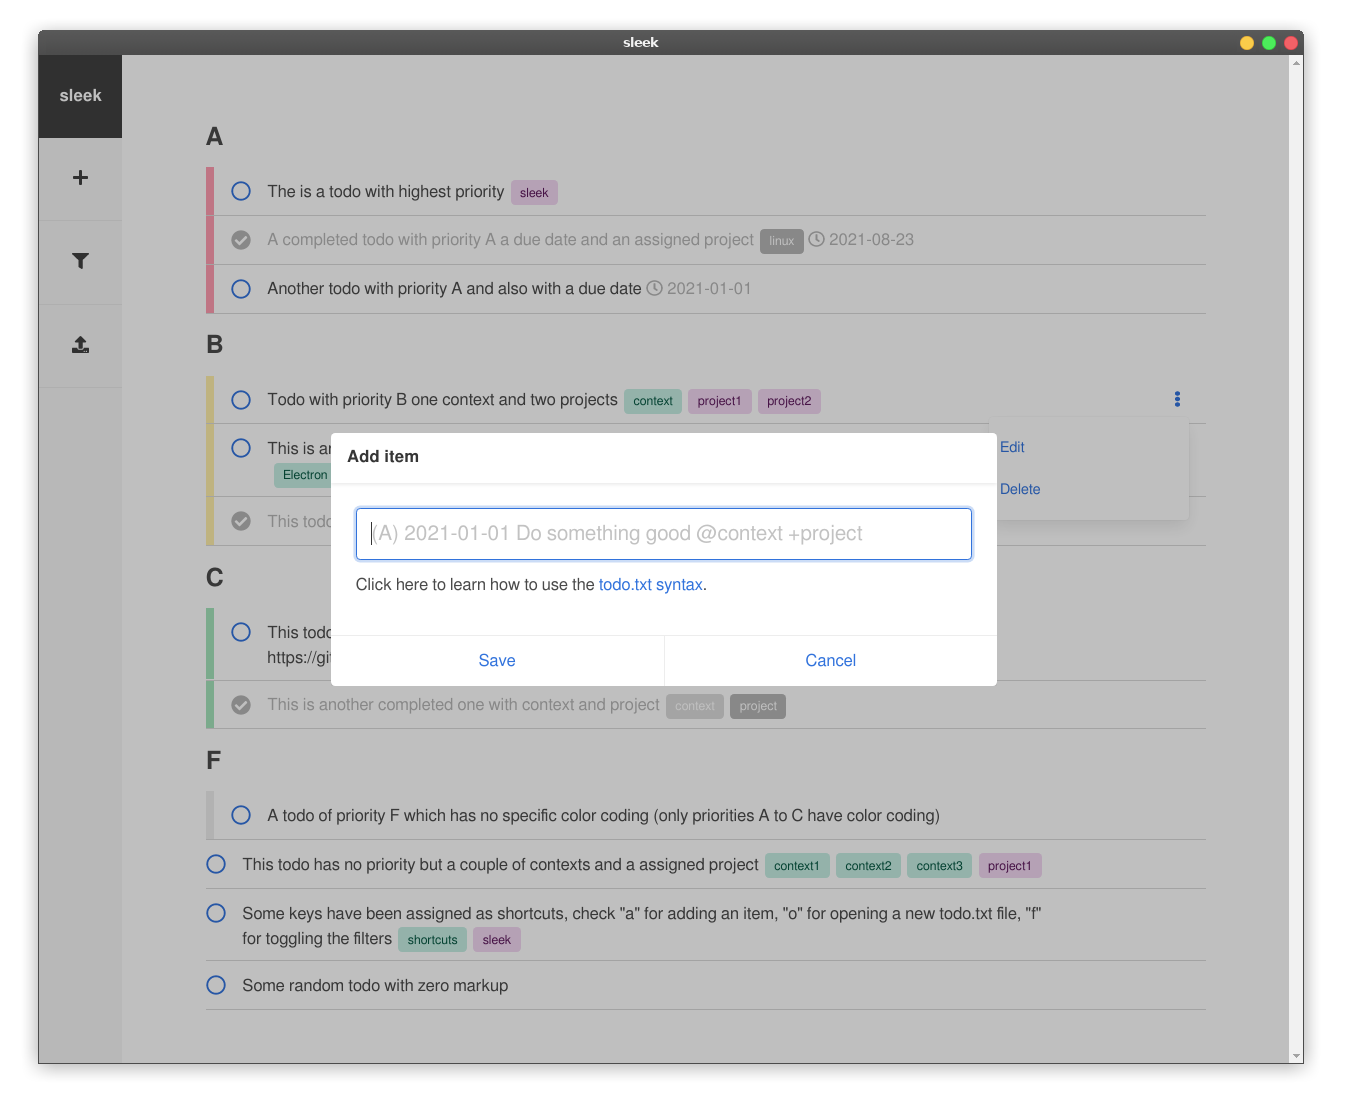 sleek
sleek
A
The is a todo with highest priority sleek
A completed todo with priority A a due date and an assigned project linux 2021-08-23
Another todo with priority A and also with a due date 2021-01-01
B
Todo with priority B one context and two projects context project1 project2
This is
Electron
Edit
Delete
This
Add item
(A) 2021-01-01 Do something good @context +project
Click here to learn how to use the todo.txt syntax.
Save
Cancel
C
This todo
https://git
This is another completed one with context and project context project
F
A todo of priority F which has no specific color coding (only priorities A to C have color coding)
This todo has no priority but a couple of contexts and a assigned project context1 context2 context3 project1
Some keys have been assigned as shortcuts, check "a" for adding an item, "o" for opening a new todo.txt file, "f"
for toggling the filters shortcuts sleek
Some random todo with zero markup